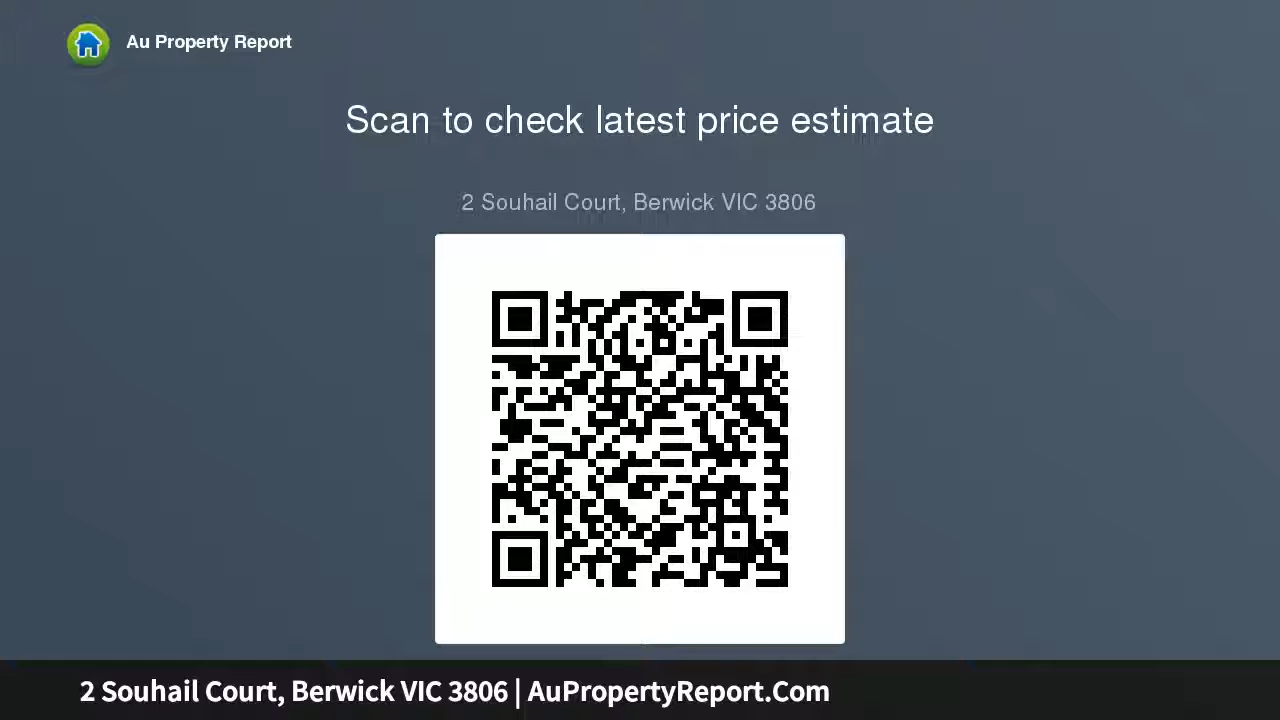 Au Property Report
Scan to check latest price estimate
2 Souhail Court, Berwick VIC 3806
2 Souhail Court, Berwick VIC 3806 | AuPropertyReport.Com